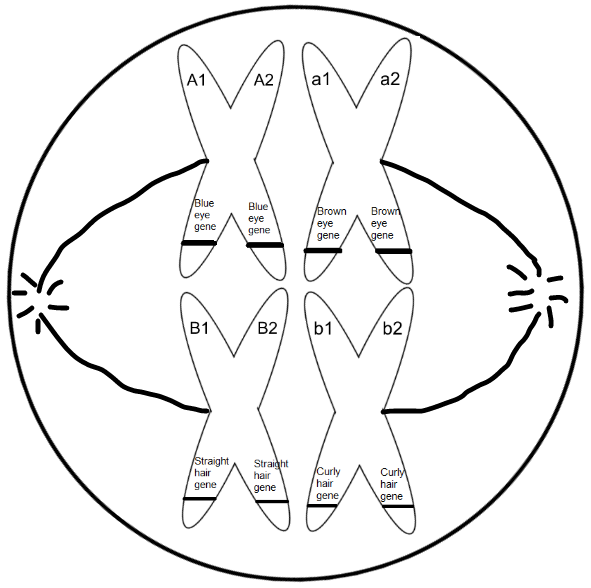 A1 A2 a1 a2
Blue
eye
gene
Blue
eye
gene
Brown
eye
gene
Brown
eye
gene
B1 B2 b1 b2
Straight
hair
gene
Straight
hair
gene
Curly
hair
gene
Curly
hair
gene